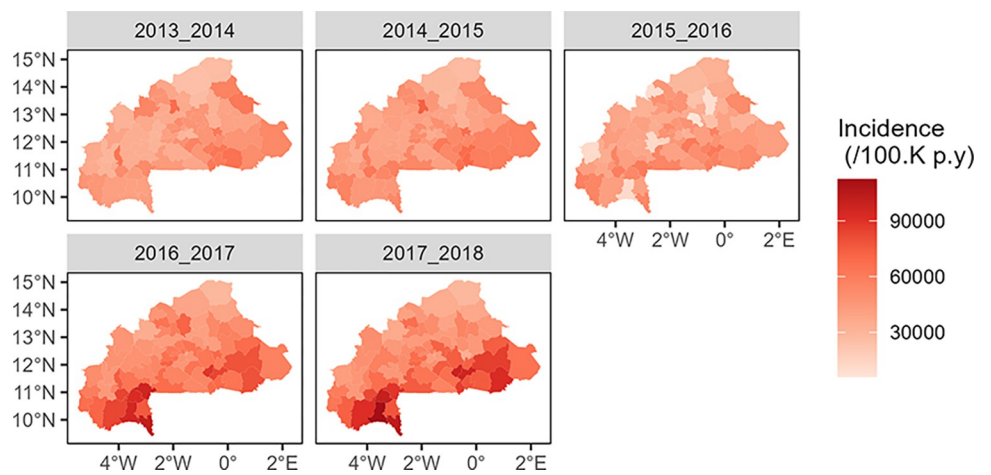 2013_2014
2014_2015
2015_2016
15°N
14°N
13°N
12°N
11°N
10°N
4°W 2°W 0° 2°E
2016_2017
2017_2018
15°N
14°N
13°N
12°N
11°N
10°N
4°W 2°W 0° 2°E
4°W 2°W 0° 2°E
Incidence
(/100.K p.y)
90000
60000
30000